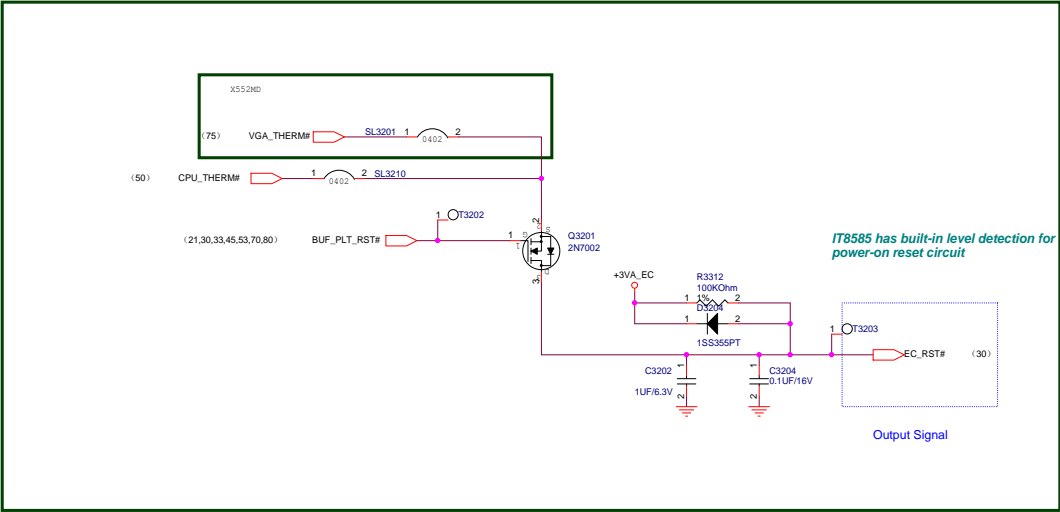 X552MD
(75) VGA_THERM# SL3201 1 2
0402
(50) CPU_THERM# 1 2 SL3210
0402
1 T3202
(21,30,33,45,53,70,80) BUF_PLT_RST# 1
2
Q3201
2N7002
3
IT8585 has built-in level detection for
power-on reset circuit
+3VA_EC
R3312
100KOhm
1 1% 2
D3204
1 2
1SS355PT
1 T3203
EC_RST# (30)
C3202 1
1UF/6.3V 2
1 C3204
0.1UF/16V
2
Output Signal